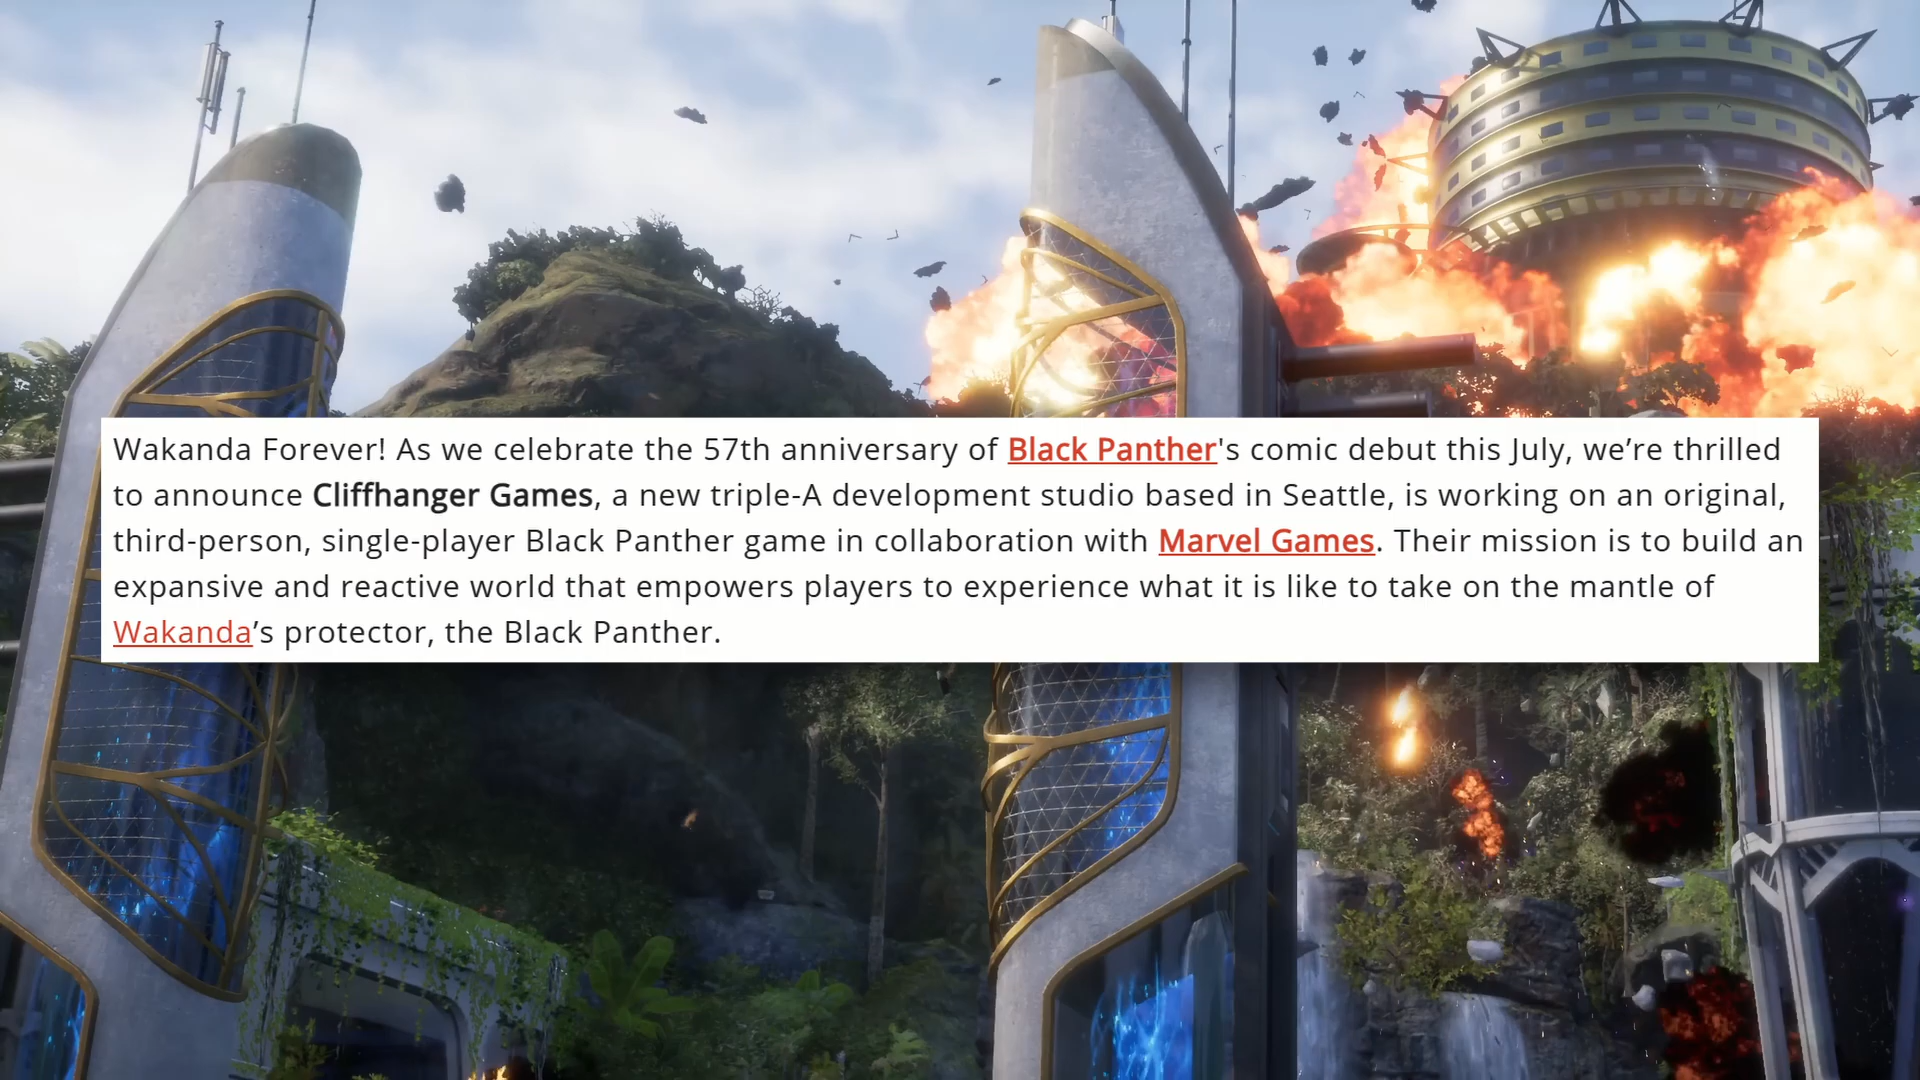 Wakanda Forever! As we celebrate the 57th anniversary of Black Panther's comic debut this July, we’re thrilled
to announce Cliffhanger Games, a new triple-A development studio based in Seattle, is working on an original,
third-person, single-player Black Panther game in collaboration with Marvel Games. Their mission is to build an
expansive and reactive world that empowers players to experience what it is like to take on the mantle of
Wakanda’s protector, the Black Panther.